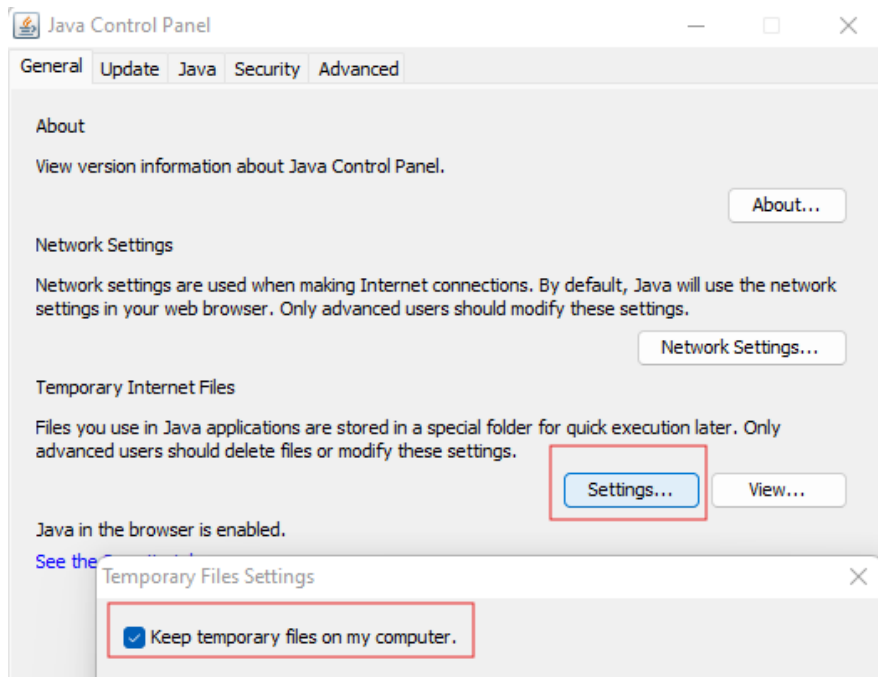 Java Control Panel
General Update Java Security Advanced
About
View version information about Java Control Panel.
About...
Network Settings
Network settings are used when making Internet connections. By default, Java will use the network
settings in your web browser. Only advanced users should modify these settings.
Network Settings...
Temporary Internet Files
Files you use in Java applications are stored in a special folder for quick execution later. Only
advanced users should delete files or modify these settings.
Settings... View...
Java in the browser is enabled.
See the
Temporary Files Settings
Keep temporary files on my computer.